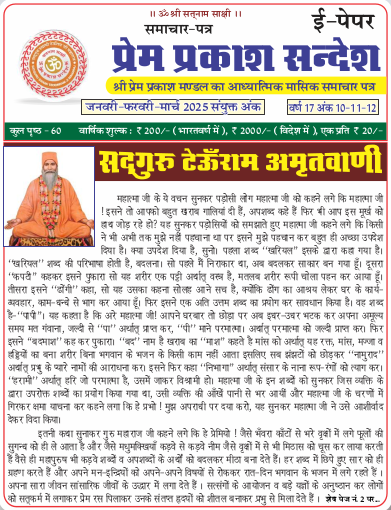 ।। ॐ श्री सत्नाम साक्षी ।।
समाचार-पत्र
ई-पेपर
प्रेम प्रकाश सन्देश
श्री प्रेम प्रकाश मण्डल का आध्यात्मिक मासिक समाचार पत्र
जनवरी-फरवरी-मार्च 2025 संयुक्त अंक
वर्ष 17 अंक 10-11-12
कुल पृष्ठ - 60 वार्षिक शुल्क : ₹ 200/- (भारतवर्ष में), ₹ 2000/- (विदेश में), एक प्रति ₹ 20/-
सद्गुरु टेऊँराम अमृतवाणी
महात्मा जी के ये वचन सुनकर पड़ोसी लोग महात्मा जी को कहने लगे कि महात्मा जी
! इसने तो आपको बहुत खराब गालियां दीं हैं, अपशब्द कहे हैं फिर भी आप इस मूर्ख को
हाथ जोड़ रहे हो? यह सुनकर पड़ोसियों को समझाते हुए महात्मा जी कहने लगे कि किसी
ने भी अभी तक मुझे नहीं पहचाना था पर इसने मुझे पहचान कर बहुत ही अच्छा उपदेश
दिया है। क्या उपदेश दिया है, सुनो। पहला शब्द ''खरियल'' इसके द्वारा कहा गया है।
''खरियल'' शब्द की परिभाषा होती है, बदलना। सो पहले मैं निराकार था, अब बदलकर साकार बन गया हूँ। दूसरा
''कपटी'' कहकर इसने पुकारा सो यह शरीर एक पट्टी अर्थात् वस्त्र है, मतलब शरीर रूपी चोला पहन कर आया हूँ।
तीसरा इसने ''डोंगी'' कहा, सो यह उसका कहना सोलह आने सच है, क्योंकि ढोंग का आश्रय लेकर घर के कार्य-
व्यवहार, काम-धन्धे से भाग कर आया हूँ। फिर इसने एक अति उत्तम शब्द का प्रयोग कर सावधान किया है। वह शब्द
है-''पापी''। यह कहता है कि अरे महात्मा! आपने घरबार तो छोड़ा पर अब इधर-उधर भटक कर अपना अमूल्य
समय मत गंवाना, जल्दी से ''पा'' अर्थात् प्राप्त कर, ''पी'' माने परमात्मा। अर्थात् परमात्मा को जल्दी प्राप्त कर। फिर
इसने ''बदमाश'' कह कर पुकारा। ''बद'' नाम है खराब का ''माश'' कहते हैं मांस को अर्थात् यह रक्त, मांस, मज्जा व
हड्डियों का बना शरीर बिना भगवान के भजन के किसी काम नहीं आता इसलिए सब झंझटों को छोड़कर ''नामुराद''
अर्थात् प्रभु के प्यारे नामों की आराधना कर। इसने फिर कहा ''निभागा'' अर्थात् संसार के नाना रूप-रंगों को त्याग कर।
''हरामी'' अर्थात् हरि जो परमात्मा है, उसमें जाकर विश्रामी हो। महात्मा जी के इन शब्दों को सुनकर जिस व्यक्ति के
द्वारा उपरोक्त शब्दों का प्रयोग किया गया था, उसी व्यक्ति की आँखें पानी से भर आयीं और महात्मा जी के चरणों में
गिरकर क्षमा याचना कर कहने लगा कि हे प्रभो ! मुझ अपराधी पर दया करो, यह सुनकर महात्मा जी ने उसे आशीर्वाद
देकर विदा किया।
इतनी कथा सुनाकर गुरु महाराज जी कहने लगे कि हे प्रेमियों ! जैसे भँवरा काँटों से भरे वृक्षों में लगे फूलों की
सुगन्ध को ही ले आता है और जैसे मधुमक्खियाँ कड़वे से कड़वे नीम जैसे वृक्षों में से भी मिठास को चूस कर लाया करती
हैं वैसे ही महापुरुष भी कड़वे शब्दों व अपशब्दों के अर्थों को बदलकर मीठा बना देते हैं। हर शब्द में छिपे हुए सार को ही
ग्रहण करते हैं और अपने मन-इन्द्रियों को अपने-अपने विषयों से रोककर रात-दिन भगवान के भजन में लगे रहते हैं ।
अपना सारा जीवन सांसारिक जीवों के उद्धार में लगा देते हैं । सत्संगों के आयोजन व बड़े यज्ञों के अनुष्ठान कर लोगों
को सत्कर्म में लगाकर प्रेम रस पिलाकर उनके संतप्त हृदयों को शीतल बनाकर प्रभु से मिला देते हैं । शेष पेज नं. 2 पर...